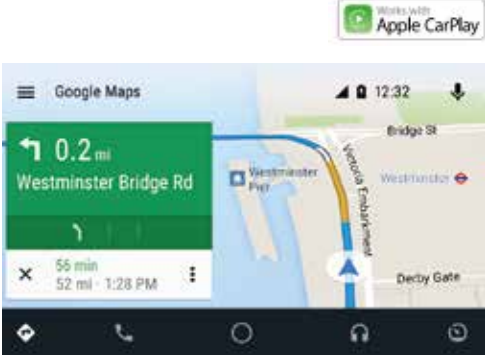 Works with
Apple CarPlay
Google Maps
12:32
0.2 mi
Westminster Bridge Rd
56 min
52 mi · 1:28 PM
Bridge St
Westminster
Pier
Westminster
Victoria Embankment
Derby Gate